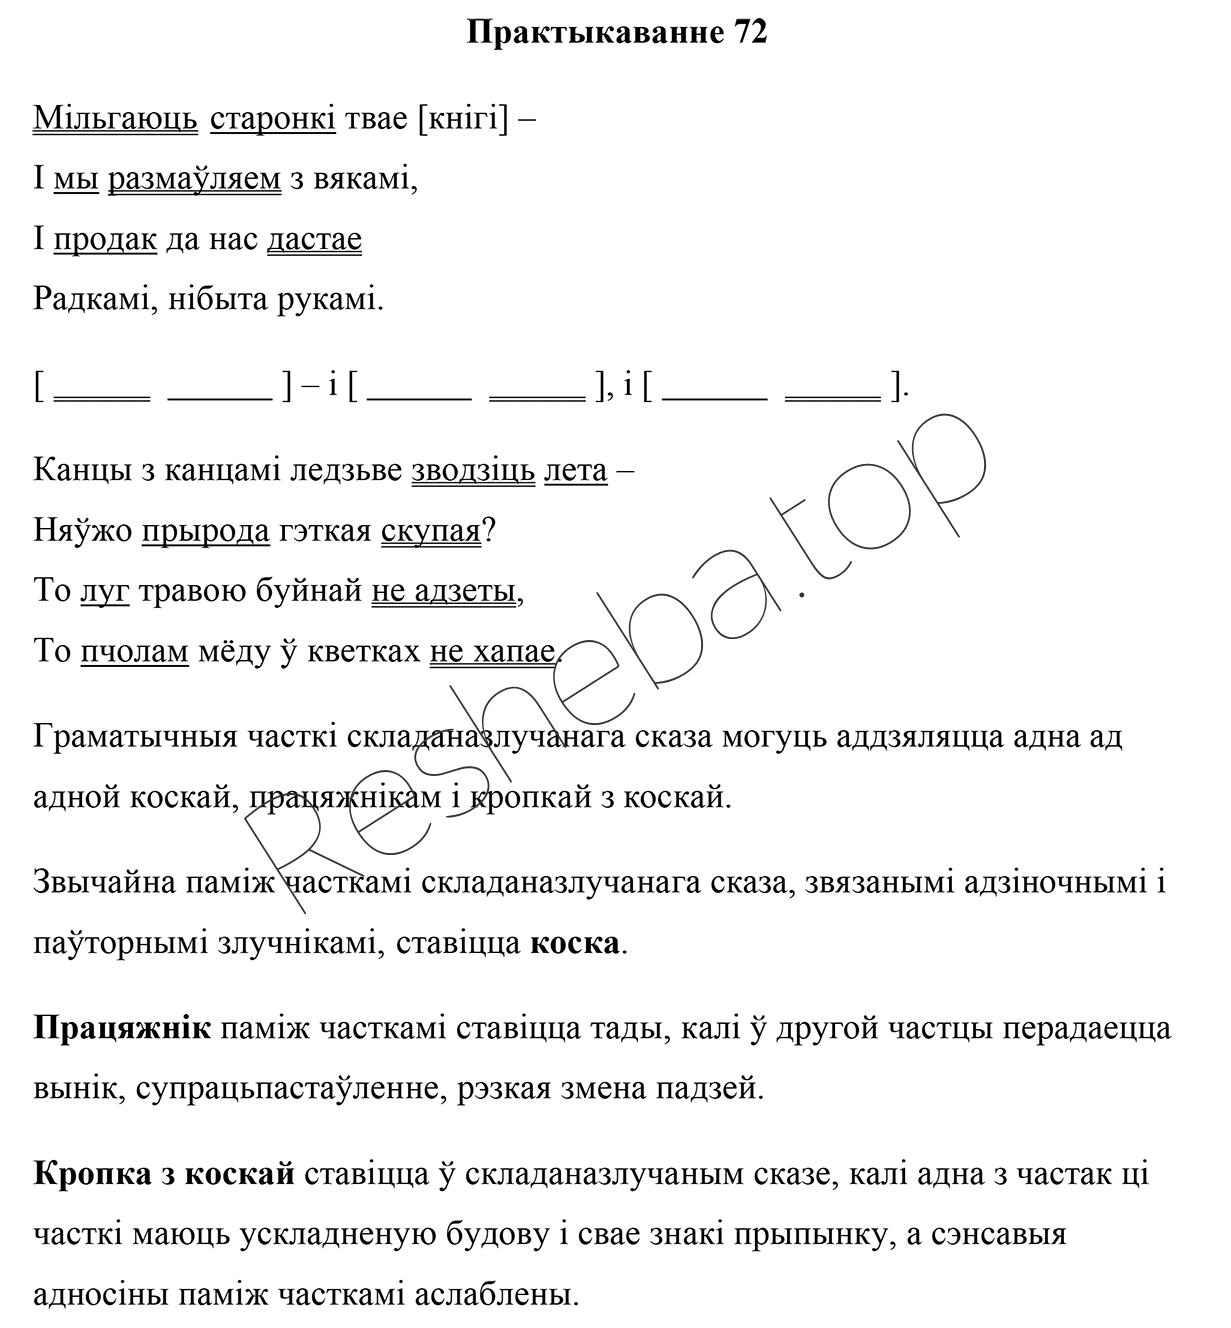 Практыкаванне 72
Мільгаюць старонкі твае [кнігі] –
І мы размаўляем з вякамі,
І продак да нас дастае
Радкамі, нібыта рукамі.
[ ______ ______ ] – і [ ______ ______ ], і [ ______ ______ ].
Канцы з канцамі ледзьве зводзіць лета –
Няўжо прырода гэткая скупая?
То луг травою буйнай не адзеты,
То пчолам мёду ў кветках не хапае.
Граматычныя часткі складаназлучанага сказа могуць аддзяляцца адна ад
адной коскай, працяжнікам і кропкай з коскай.
Звычайна паміж часткамі складаназлучанага сказа, звязанымі адзіночнымі і
паўторнымі злучнікамі, ставіцца коска.
Працяжнік паміж часткамі ставіцца тады, калі ў другой частцы перадаецца
вынік, супрацьпастаўленне, рэзкая змена падзей.
Кропка з коскай ставіцца ў складаназлучаным сказе, калі адна з частак ці
часткі маюць ускладненую будову і свае знакі прыпынку, а сэнсавыя
адносіны паміж часткамі аслаблены.
Resheba.top